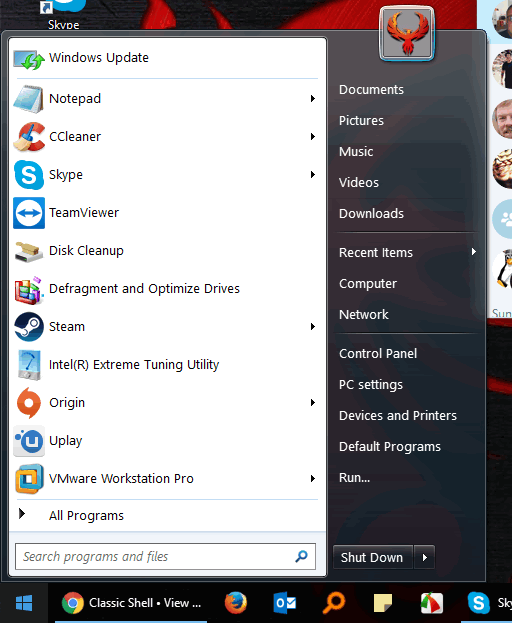 Skype
Windows Update
Notepad
CCleaner
Skype
TeamViewer
Disk Cleanup
Defragment and Optimize Drives
Steam
Intel(R) Extreme Tuning Utility
Origin
Uplay
VMware Workstation Pro
All Programs
Search programs and files
Documents
Pictures
Music
Videos
Downloads
Recent Items
Computer
Network
Control Panel
PC settings
Devices and Printers
Default Programs
Run...
Shut Down
Sun
Classic Shell • View ...
Sky